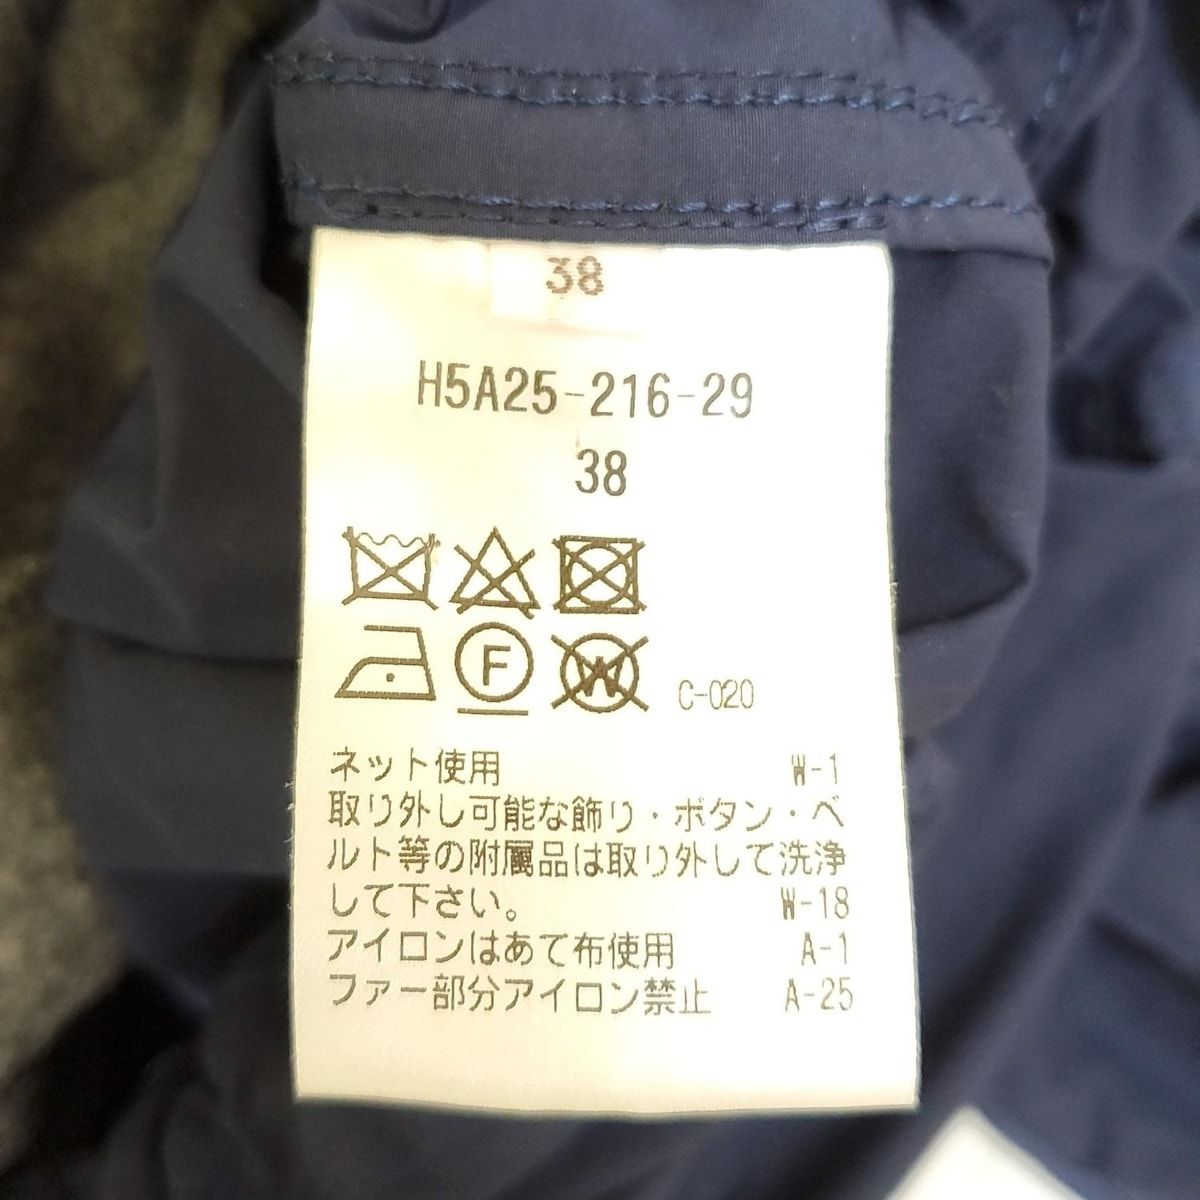 38
H5A25-216-29
38
F
W
C-020
ネット使用 W-1
取り外し可能な飾り・ボタン・ベ
ルト等の附属品は取り外して洗浄
して下さい。 W-18
アイロンはあて布使用 A-1
ファー部分アイロン禁止 A-25